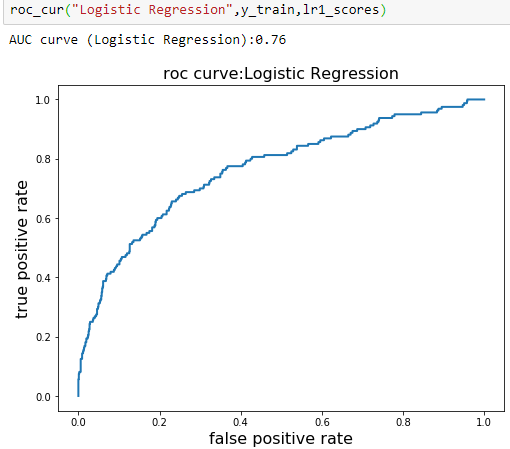 roc_cur("Logistic Regression",y_train,lr1_scores)
AUC curve (Logistic Regression):0.76
roc curve:Logistic Regression
true positive rate
1.0
0.8
0.6
0.4
0.2
0.0
0.0 0.2 0.4 0.6 0.8 1.0
false positive rate